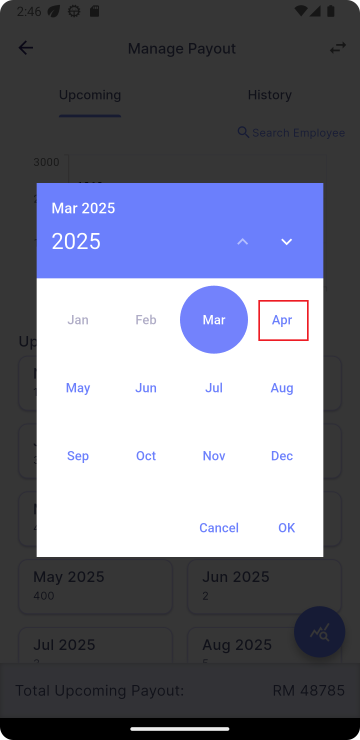 2:46
Manage Payout
Upcoming
History
Search Employee
3000
Mar 2025
2025
Jan Feb Mar Apr
May Jun Jul Aug
Sep Oct Nov Dec
Cancel OK
Up
May 2025
400
Jun 2025
2
Jul 2025
Aug 2025
Total Upcoming Payout: RM 48785